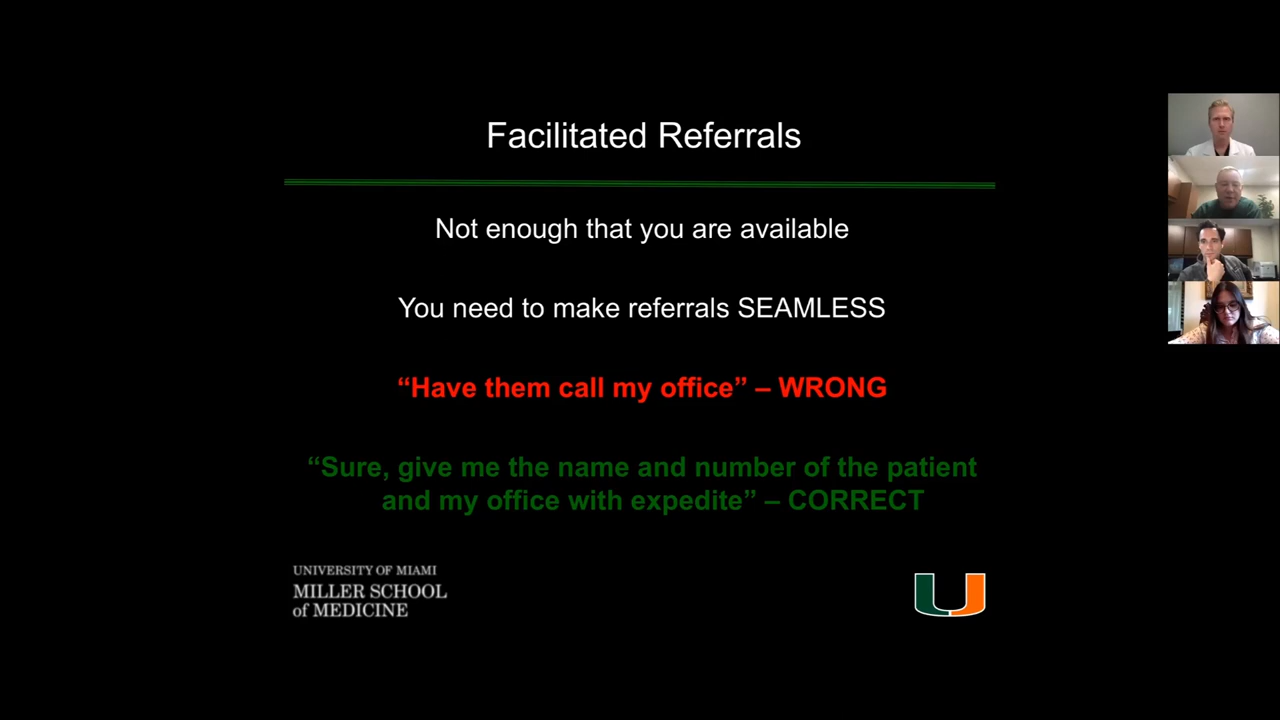 Facilitated Referrals
Not enough that you are available
You need to make referrals SEAMLESS
“Have them call my office” – WRONG
“Sure, give me the name and number of the patient
and my office with expedite” – CORRECT
UNIVERSITY OF MIAMI
MILLER SCHOOL
of MEDICINE
U